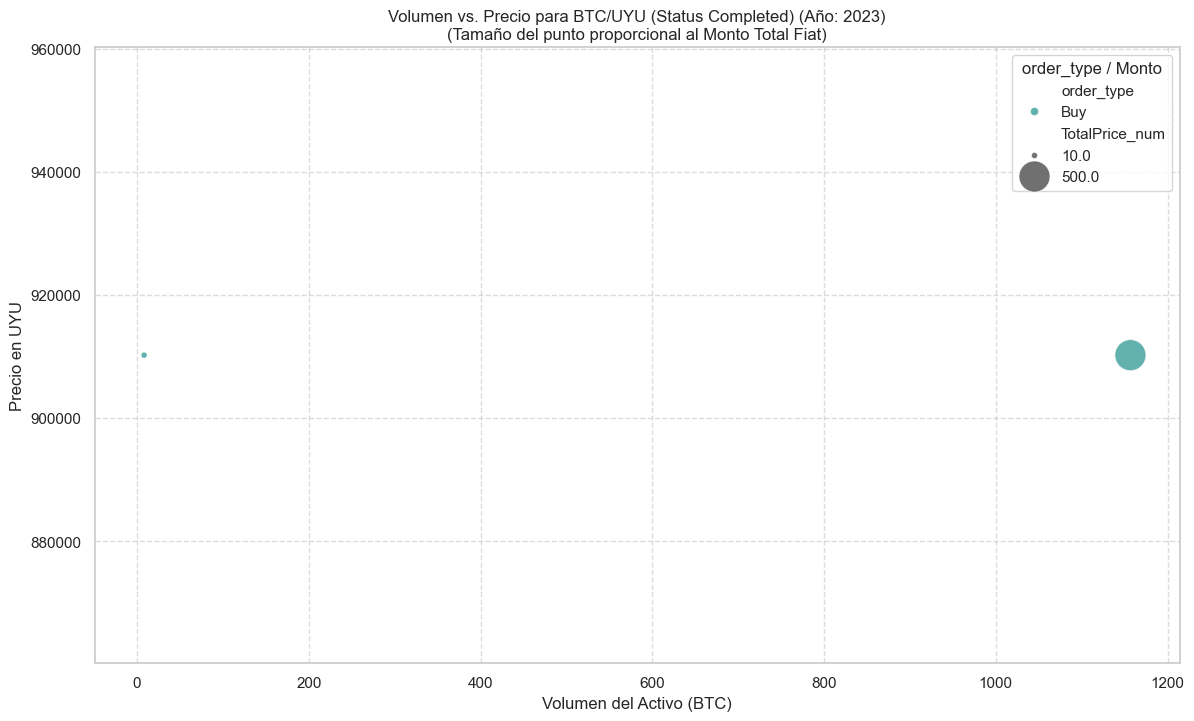 Volumen vs. Precio para BTC/UYU (Status Completed) (Año: 2023)
(Tamaño del punto proporcional al Monto Total Fiat)
960000
940000
920000
900000
880000
Precio en UYU
order_type / Monto
order_type
Buy
TotalPrice_num
10.0
500.0
0
200
400
600
800
1000
1200
Volumen del Activo (BTC)